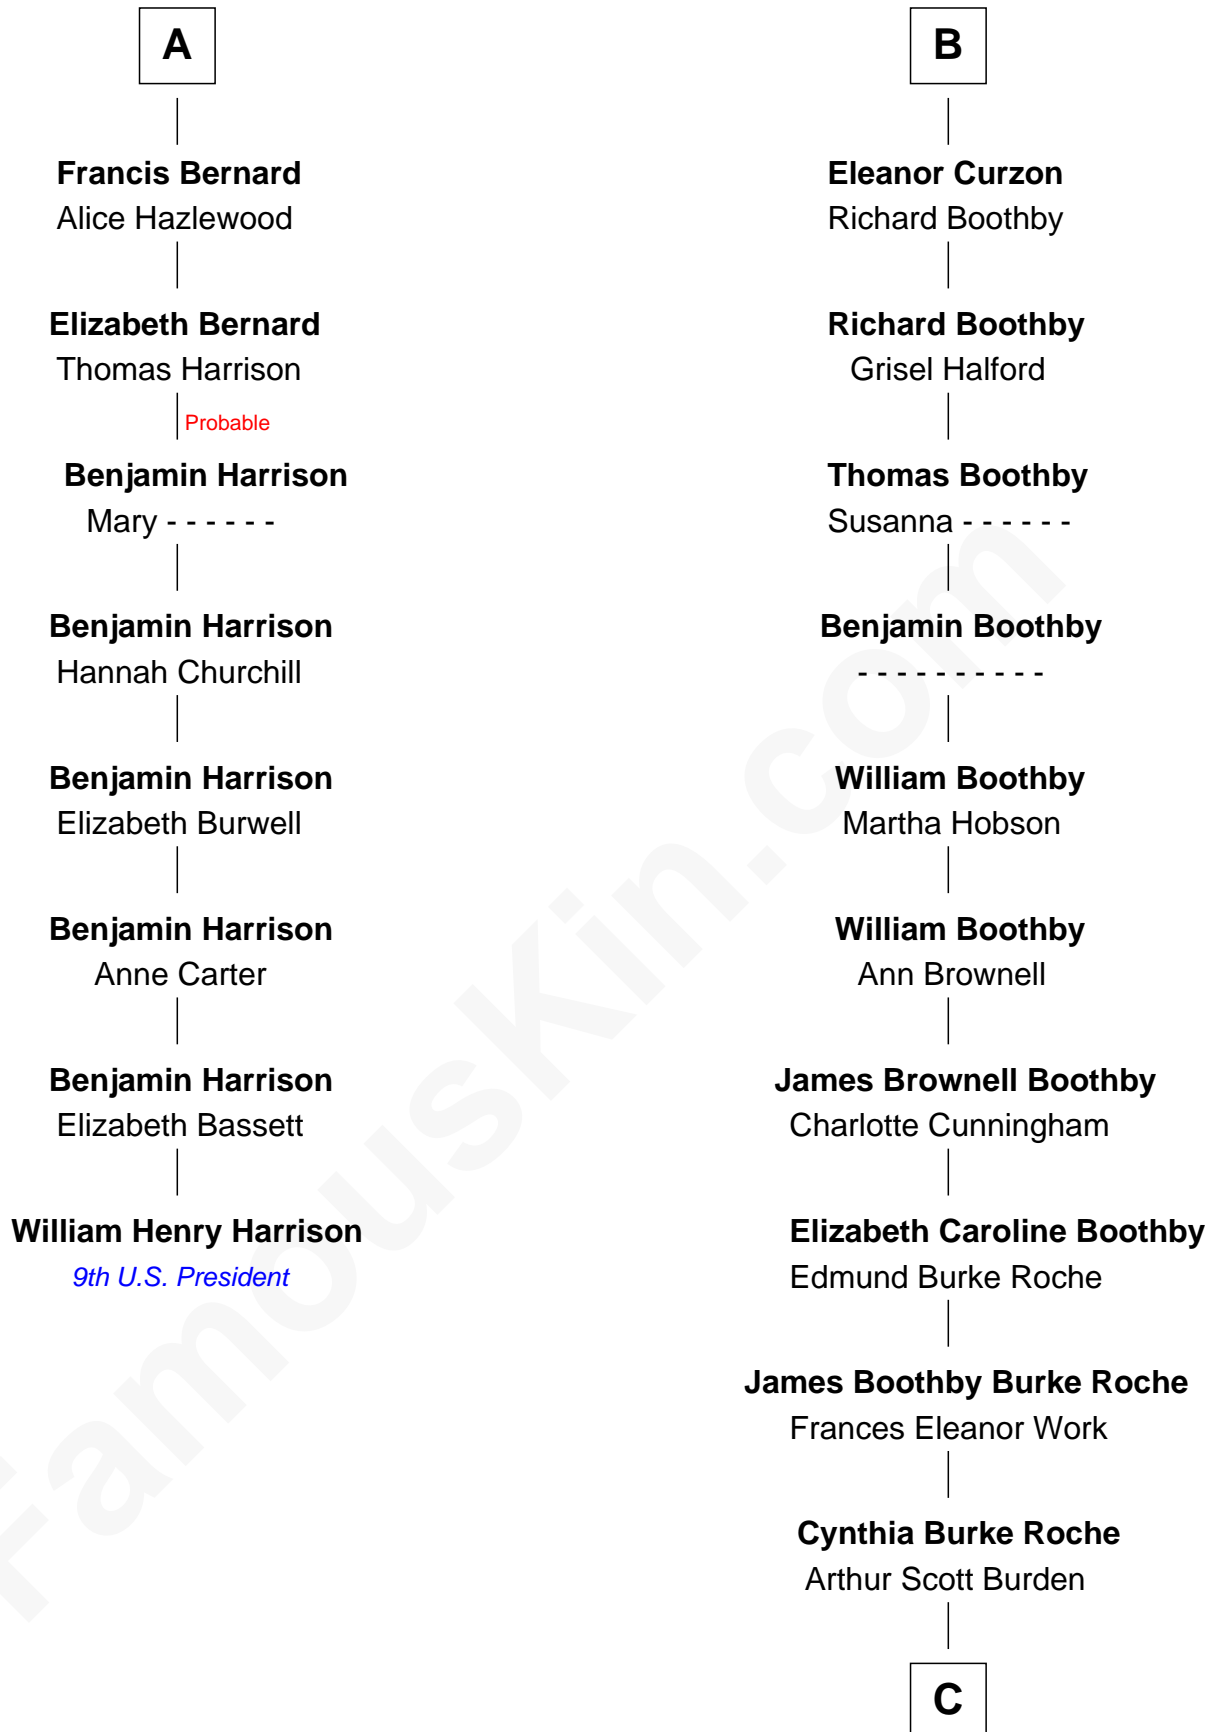 A
Francis Bernard
Alice Hazlewood
Elizabeth Bernard
Thomas Harrison
Probable
Benjamin Harrison
Mary - - - - - -
Benjamin Harrison
Hannah Churchill
Benjamin Harrison
Elizabeth Burwell
Benjamin Harrison
Anne Carter
Benjamin Harrison
Elizabeth Bassett
William Henry Harrison
9th U.S. President
B
Eleanor Curzon
Richard Boothby
Richard Boothby
Grisel Halford
Thomas Boothby
Susanna - - - - - -
Benjamin Boothby
- - - - - - - - - -
William Boothby
Martha Hobson
William Boothby
Ann Brownell
James Brownell Boothby
Charlotte Cunningham
Elizabeth Caroline Boothby
Edmund Burke Roche
James Boothby Burke Roche
Frances Eleanor Work
Cynthia Burke Roche
Arthur Scott Burden
C
FamousKin.com